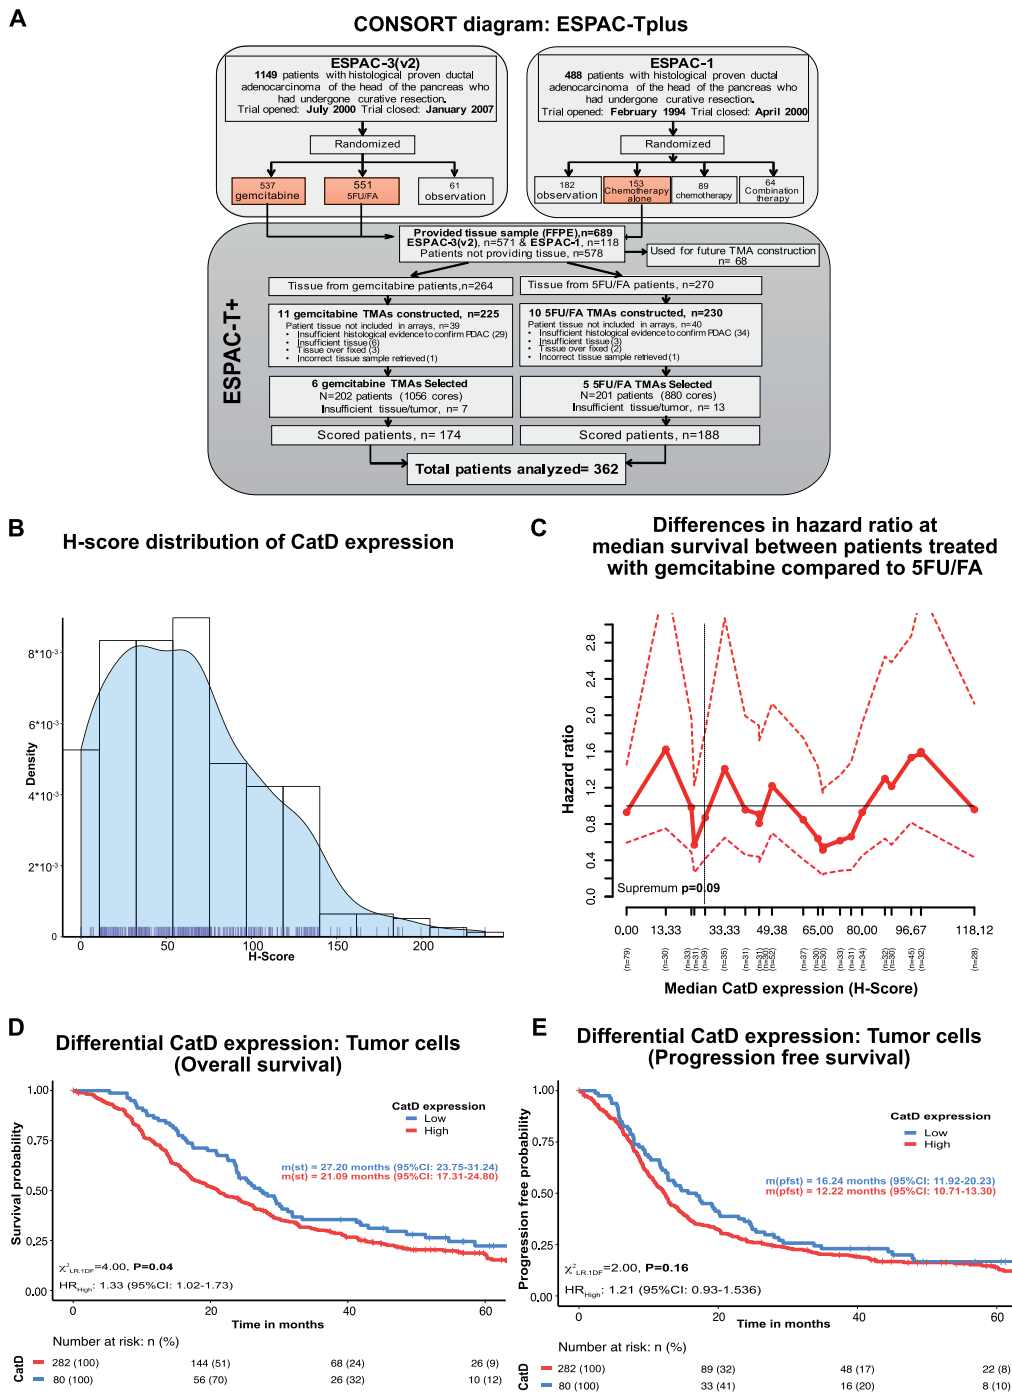 A
CONSORT diagram: ESPAC-Tplus
ESPAC-3(v2)
1149 patients with histological proven ductal
adenocarcinoma of the head of the pancreas who
had undergone curative resection.
Trial opened: July 2000 Trial closed: January 2007
Randomized
537
gemcitabine
551
5FU/FA
61
observation
ESPAC-1
488 patients with histological proven ductal
adenocarcinoma of the head of the pancreas who
had undergone curative resection.
Trial opened: February 1994 Trial closed: April 2000
Randomized
182
observation
153
Chemotherapy
alone
89
chemotherapy
64
Combination
therapy
ESPAC-T+
Provided tissue sample (FFPE),n=689
ESPAC-3(v2), n=571 & ESPAC-1, n=118
Patients not providing tissue, n=578
Used for future TMA construction
n= 68
Tissue from gemcitabine patients,n=264
Tissue from 5FU/FA patients, n=270
11 gemcitabine TMAs constructed, n=225
Patient tissue not included in arrays, n=39
• Insufficient histological evidence to confirm PDAC (29)
• Insufficient tissue (6)
• Tissue over fixed (3)
• Incorrect tissue sample retrieved (1)
10 5FU/FA TMAs constructed, n=230
Patient tissue not included in arrays, n=40
• Insufficient histological evidence to confirm PDAC (34)
• Insufficient tissue(3)
• Tissue over fixed (2)
• Incorrect tissue sample retrieved (1)
6 gemcitabine TMAs Selected
N=202 patients (1056 cores)
Insufficient tissue/tumor, n= 7
5 5FU/FA TMAs Selected
N=201 patients (880 cores)
Insufficient tissue/tumor, n= 13
Scored patients, n= 174
Scored patients, n=188
Total patients analyzed= 362
B
H-score distribution of CatD expression
Density
8*10⁻³
6*10⁻³
4*10⁻³
2*10⁻³
0
0 50 100 150 200
H-Score
C
Differences in hazard ratio at
median survival between patients treated
with gemcitabine compared to 5FU/FA
Hazard ratio
2.8
2.4
2.0
1.6
1.2
0.8
0.4
0.0
Supremum p=0.09
0,00 13,33 33,33 49,38 65,00 80,00 96,67 118,12
(n=79) (n=30) (n=33) (n=31) (n=39) (n=35) (n=31) (n=31) (n=30) (n=52) (n=37) (n=30) (n=30) (n=33) (n=31) (n=34) (n=32) (n=30) (n=45) (n=32) (n=28)
Median CatD expression (H-Score)
D
Differential CatD expression: Tumor cells
(Overall survival)
Survival probability
1.00
0.75
0.50
0.25
0.00
CatD expression
Low
High
m(st) = 27.20 months (95%CI: 23.75-31.24)
m(st) = 21.09 months (95%CI: 17.31-24.80)
χ²LR.1DF=4.00, P=0.04
HRHigh: 1.33 (95%CI: 1.02-1.73)
0 20 40 60
Time in months
Number at risk: n (%)
CatD
282 (100) 144 (51) 68 (24) 26 (9)
80 (100) 56 (70) 26 (32) 10 (12)
E
Differential CatD expression: Tumor cells
(Progression free survival)
Progression free probability
1.00
0.75
0.50
0.25
0.00
CatD expression
Low
High
m(pfst) = 16.24 months (95%CI: 11.92-20.23)
m(pfst) = 12.22 months (95%CI: 10.71-13.30)
χ²LR.1DF=2.00, P=0.16
HRHigh: 1.21 (95%CI: 0.93-1.536)
0 20 40 60
Time in months
Number at risk: n (%)
CatD
282 (100) 89 (32) 48 (17) 22 (8)
80 (100) 33 (41) 16 (20) 8 (10)